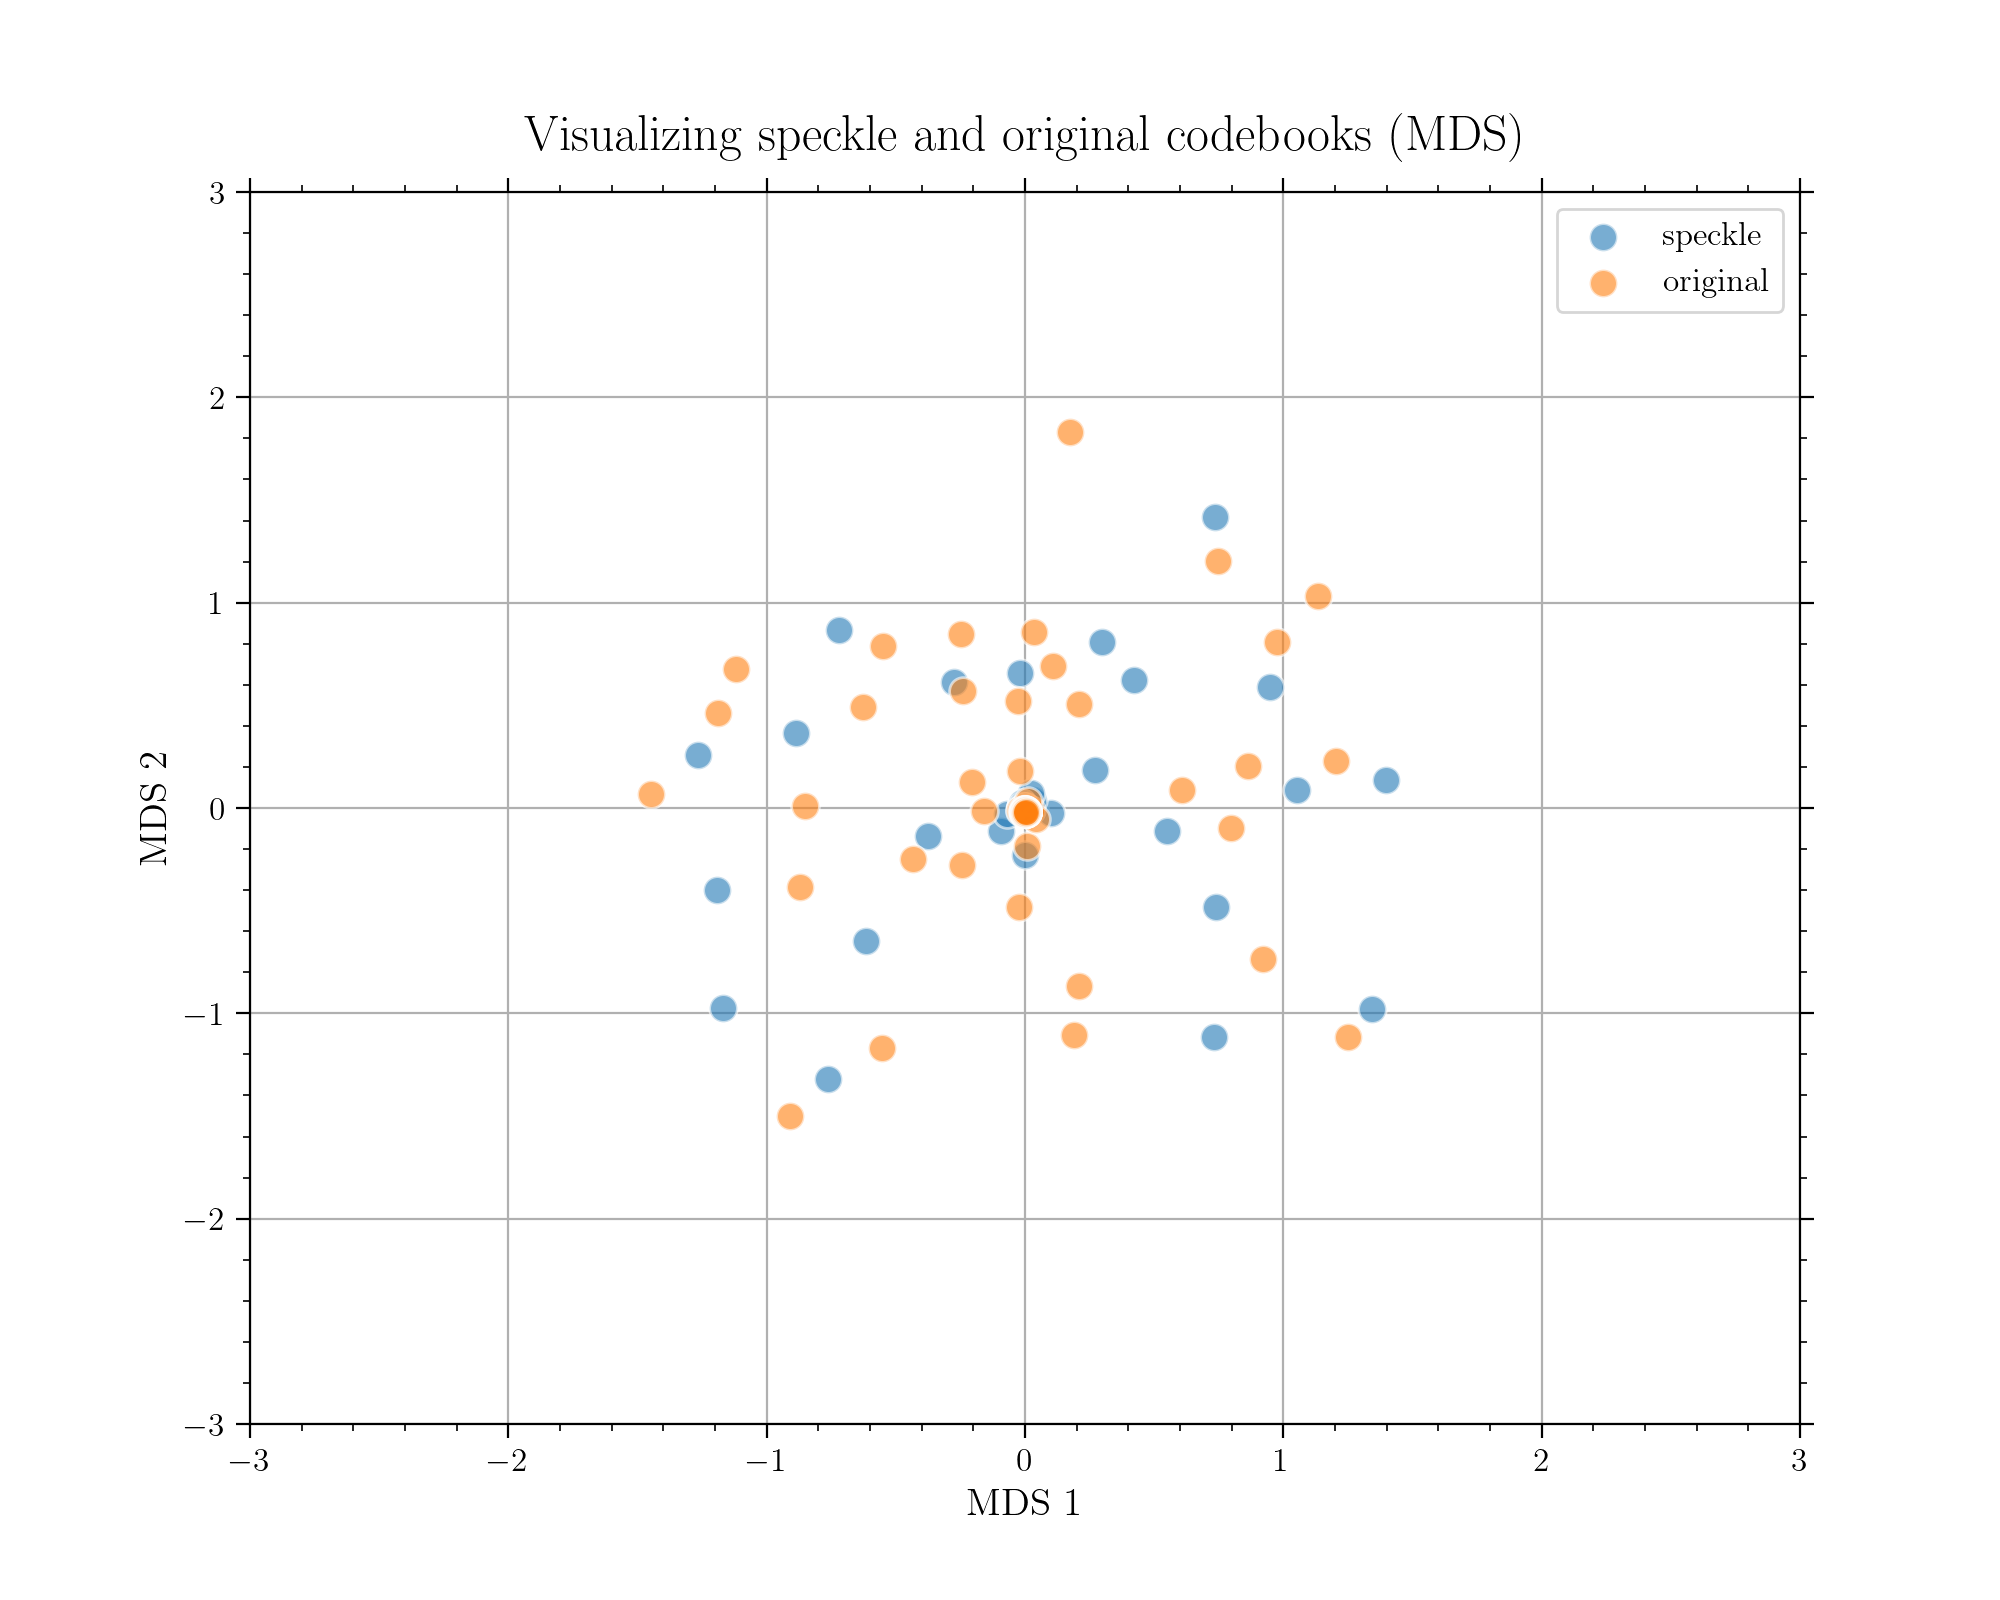 Visualizing speckle and original codebooks (MDS)
speckle
original
3
2
1
0
−1
−2
−3
MDS 2
−3
−2
−1
0
1
2
3
MDS 1